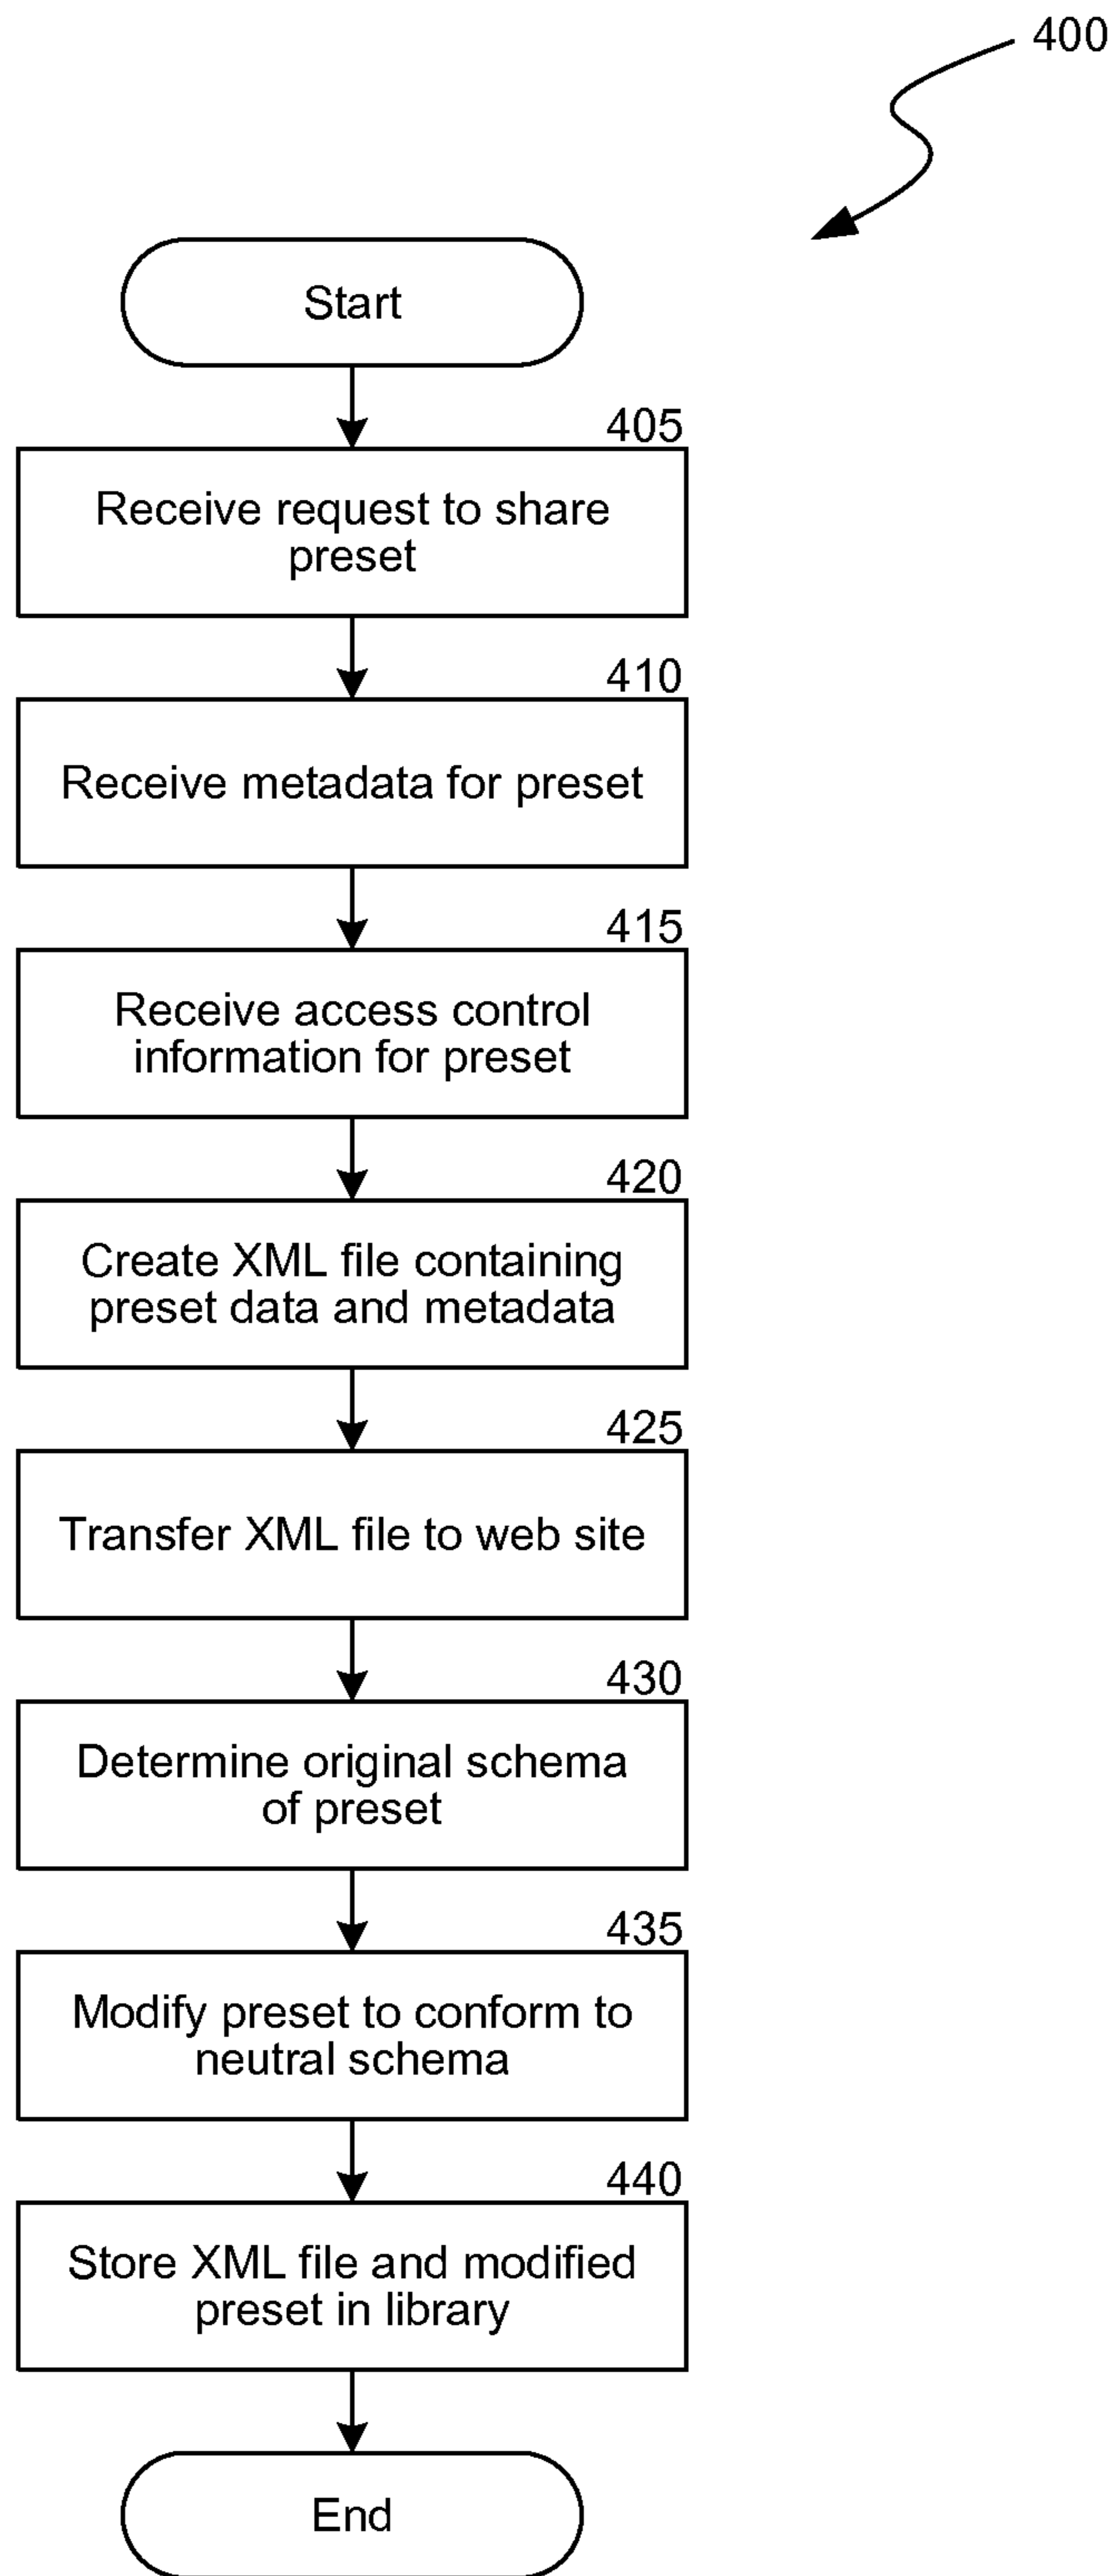 400
Start
405
Receive request to share
preset
410
Receive metadata for preset
415
Receive access control
information for preset
420
Create XML file containing
preset data and metadata
425
Transfer XML file to web site
430
Determine original schema
of preset
435
Modify preset to conform to
neutral schema
440
Store XML file and modified
preset in library
End